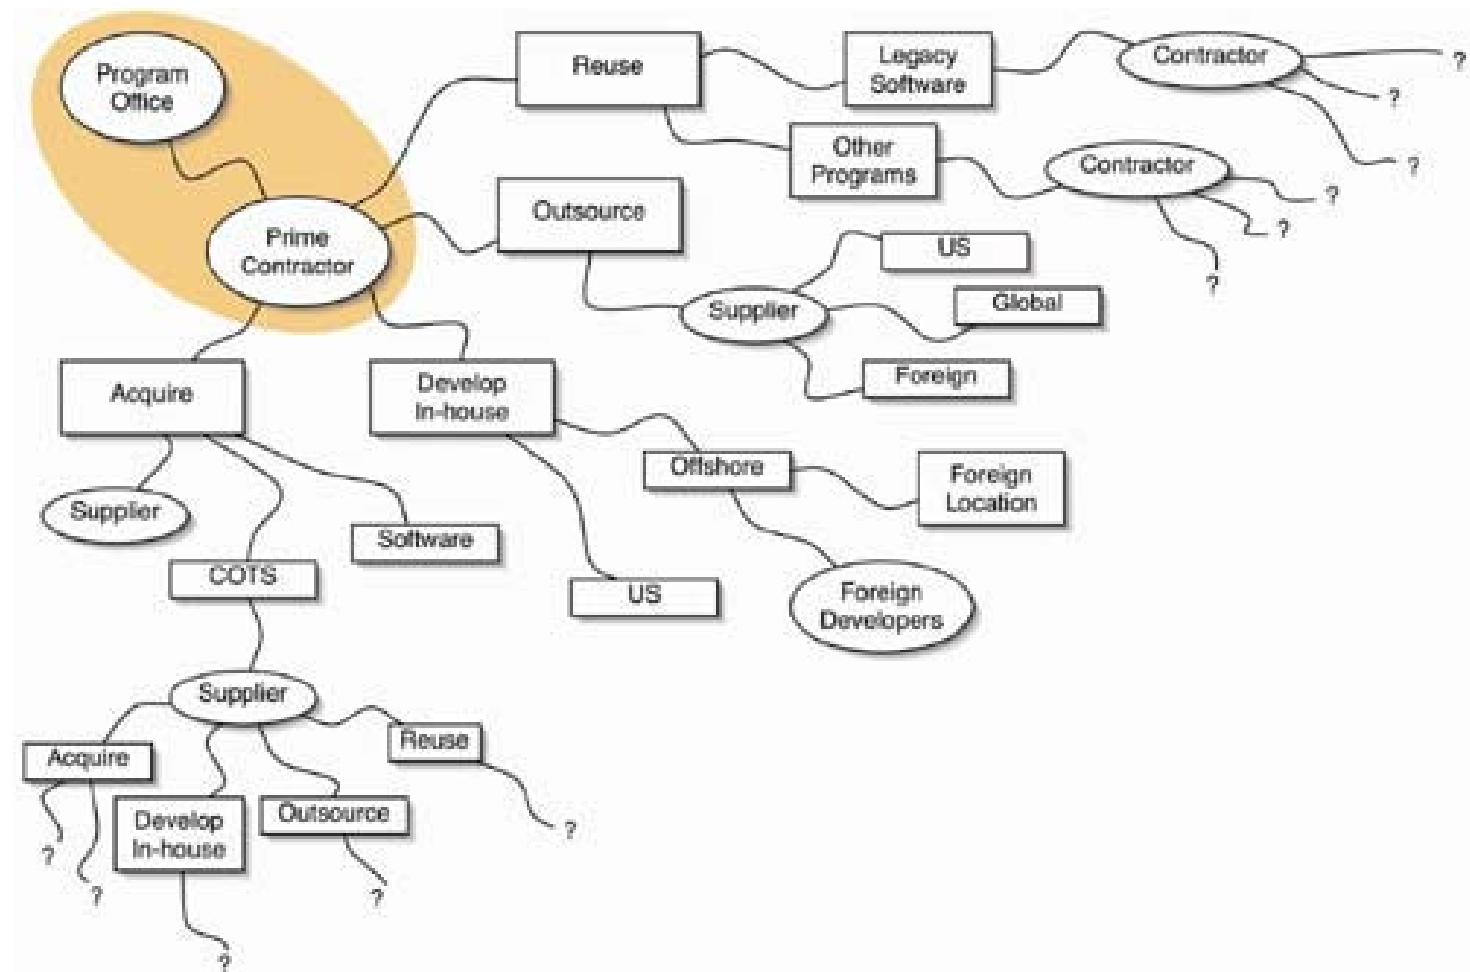 Program
Office
Prime
Contractor
Reuse
Legacy
Software
Contractor
?
?
?
Other
Programs
Contractor
?
?
?
Outsource
Supplier
US
Global
Foreign
Acquire
Supplier
COTS
Software
Develop
In-house
US
Offshore
Foreign
Location
Foreign
Developers
Supplier
Acquire
?
?
Develop
In-house
?
Outsource
?
Reuse
?